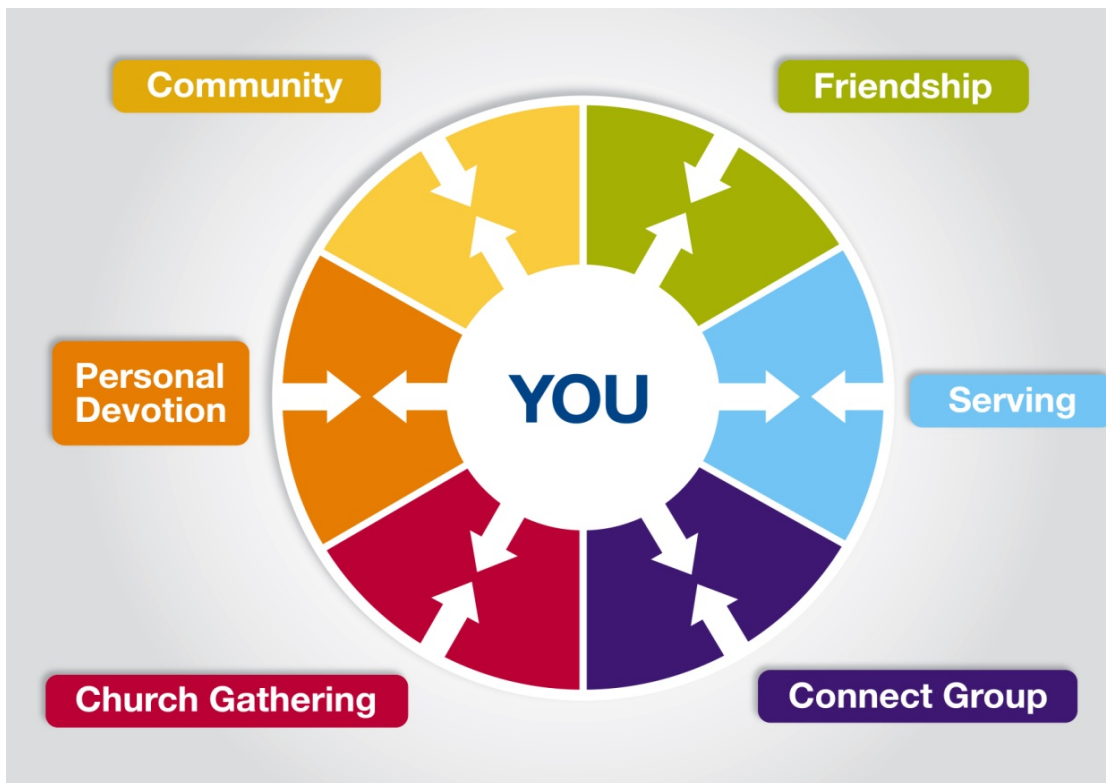 Community
Friendship
Personal
Devotion
YOU
Serving
Church Gathering
Connect Group